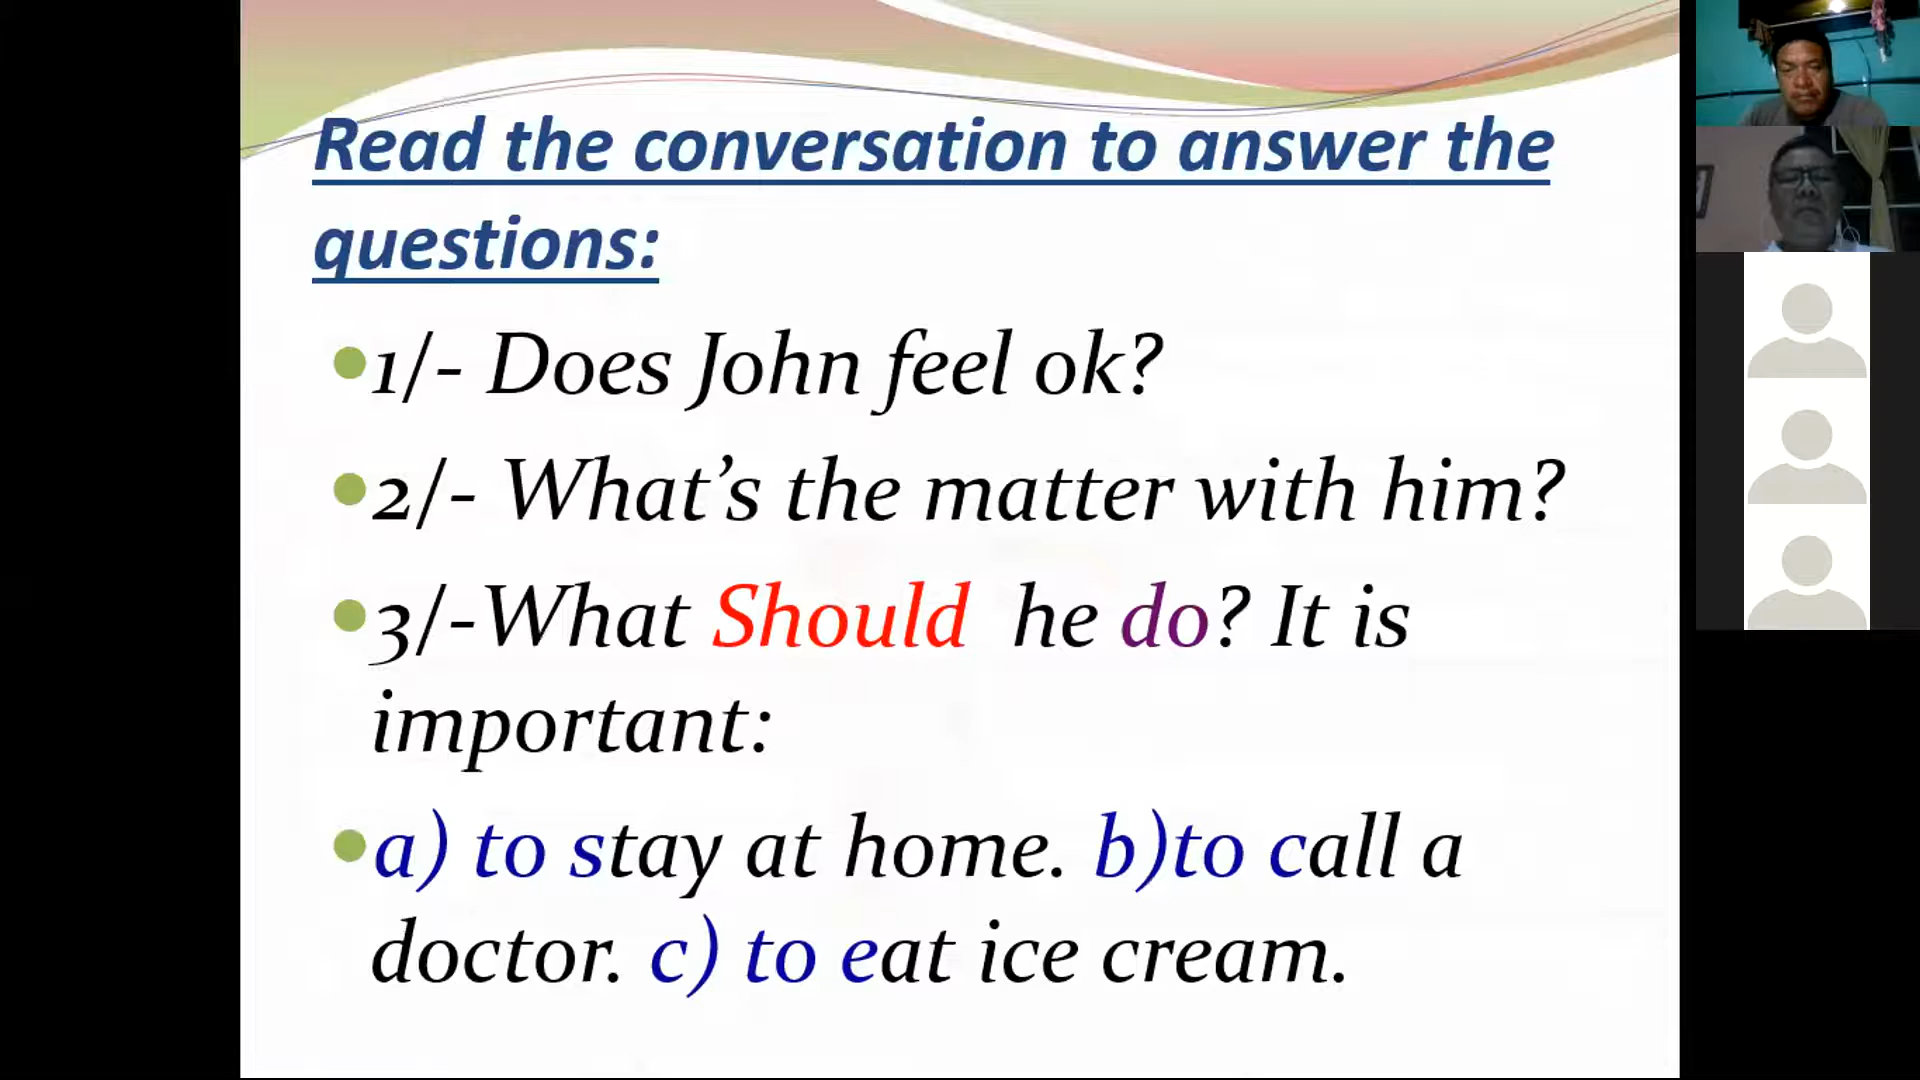 Read the conversation to answer the
questions:
•1/- Does John feel ok?
•2/- What’s the matter with him?
•3/-What Should he do? It is
important:
•a) to stay at home. b)to call a
doctor. c) to eat ice cream.